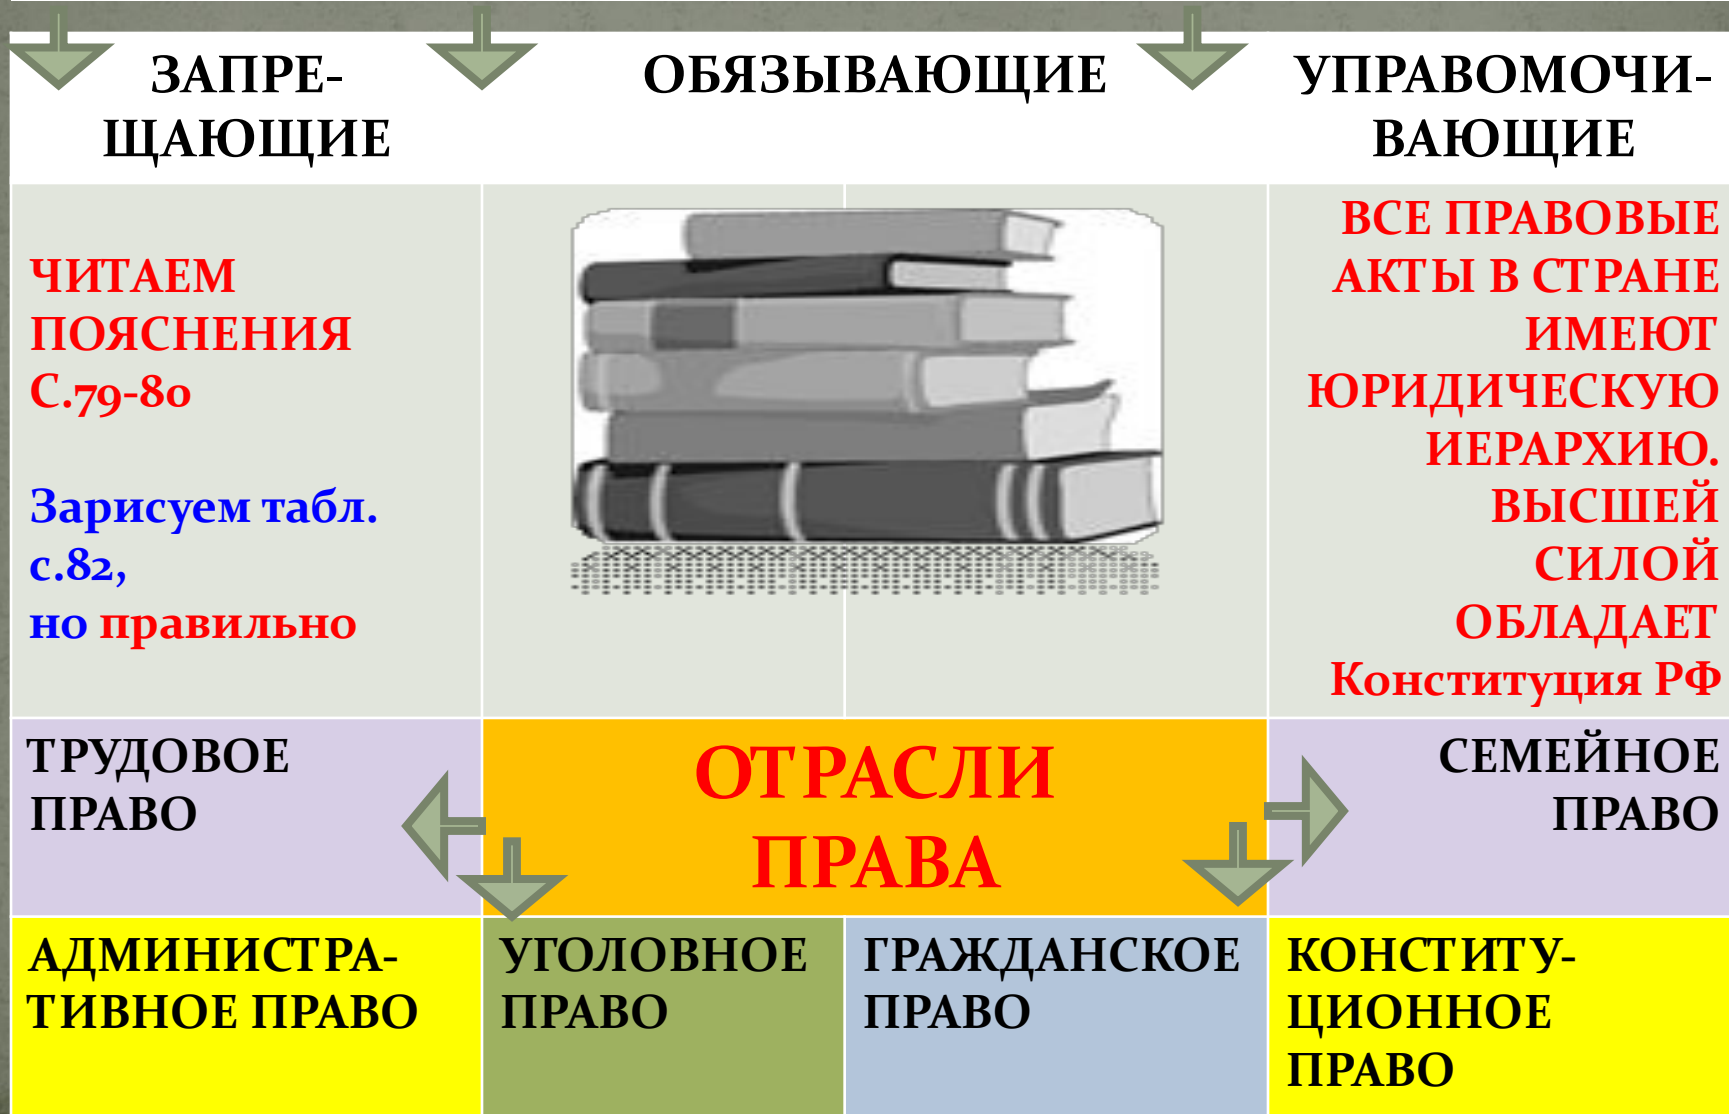 ЗАПРЕ-
ЩАЮЩИЕ
ОБЯЗЫВАЮЩИЕ
УПРАВОМОЧИ-
ВАЮЩИЕ
ЧИТАЕМ
ПОЯСНЕНИЯ
С.79-80
Зарисуем табл.
с.82,
но правильно
ВСЕ ПРАВОВЫЕ
АКТЫ В СТРАНЕ
ИМЕЮТ
ЮРИДИЧЕСКУЮ
ИЕРАРХИЮ.
ВЫСШЕЙ
СИЛОЙ
ОБЛАДАЕТ
Конституция РФ
ТРУДОВОЕ
ПРАВО
ОТРАСЛИ
ПРАВА
СЕМЕЙНОЕ
ПРАВО
АДМИНИСТРА-
ТИВНОЕ ПРАВО
УГОЛОВНОЕ
ПРАВО
ГРАЖДАНСКОЕ
ПРАВО
КОНСТИТУ-
ЦИОННОЕ
ПРАВО